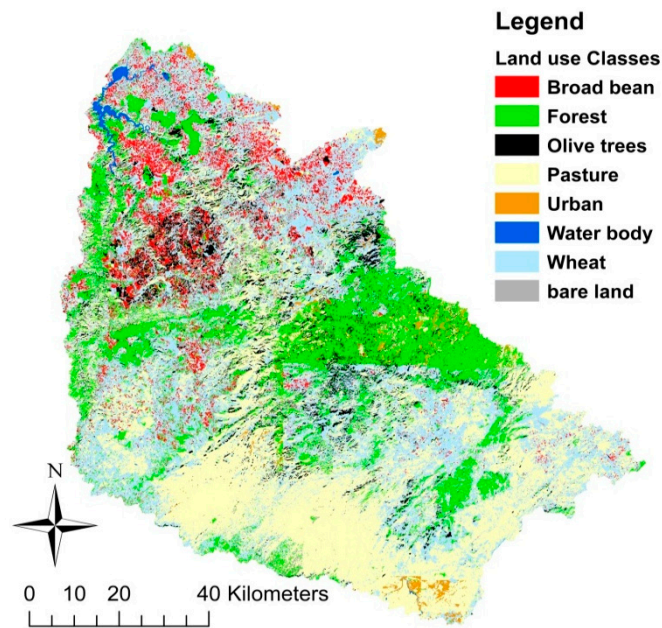 Legend
Land use Classes
Broad bean
Forest
Olive trees
Pasture
Urban
Water body
Wheat
bare land
N
0 10 20 40 Kilometers